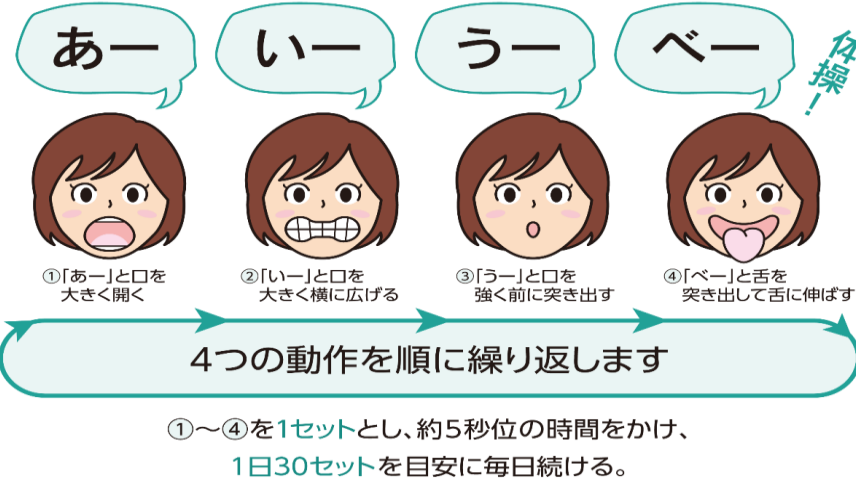 あー
いー
うー
べー
体操！
①「あー」と口を
大きく開く
②「いー」と口を
大きく横に広げる
③「うー」と口を
強く前に突き出す
④「べー」と舌を
突き出して舌に伸ばす
4つの動作を順に繰り返します
①〜④を1セットとし、約5秒位の時間をかけ、
1日30セットを目安に毎日続ける。